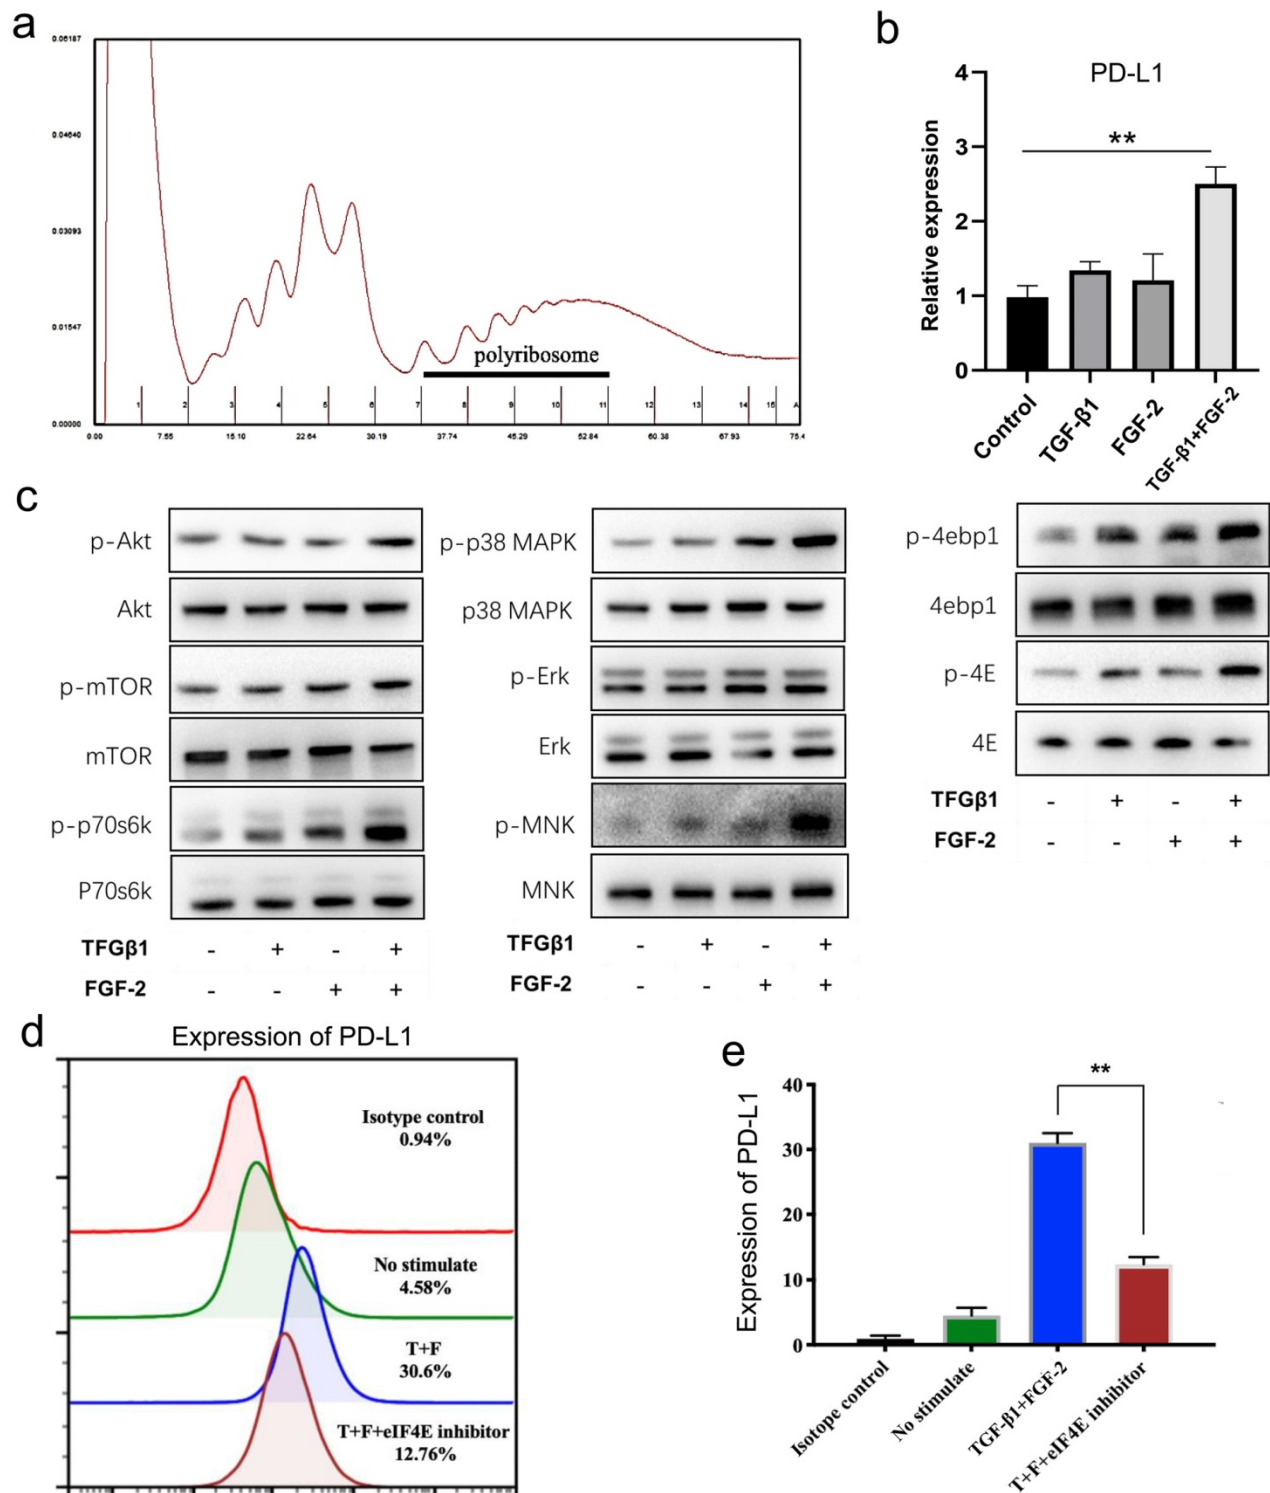 a
0.06187
0.04640
0.03093
0.01547
0.00000
polyribosome
1 2 3 4 5 6 7 8 9 10 11 12 13 14 15 A
0.00 7.55 15.10 22.64 30.19 37.74 45.29 52.84 60.38 67.93 75.4
b
PD-L1
**
Relative expression
4
3
2
1
0
Control TGF-β1 FGF-2 TGF-β1+FGF-2
c
p-Akt
Akt
p-mTOR
mTOR
p-p70s6k
P70s6k
TFGβ1 - + - +
FGF-2 - - + +
p-p38 MAPK
p38 MAPK
p-Erk
Erk
p-MNK
MNK
TFGβ1 - + - +
FGF-2 - - + +
p-4ebp1
4ebp1
p-4E
4E
TFGβ1 - + - +
FGF-2 - - + +
d
Expression of PD-L1
Isotype control
0.94%
No stimulate
4.58%
T+F
30.6%
T+F+eIF4E inhibitor
12.76%
e
**
Expression of PD-L1
40
30
20
10
0
Isotope control No stimulate TGF-β1+FGF-2 T+F+eIF4E inhibitor